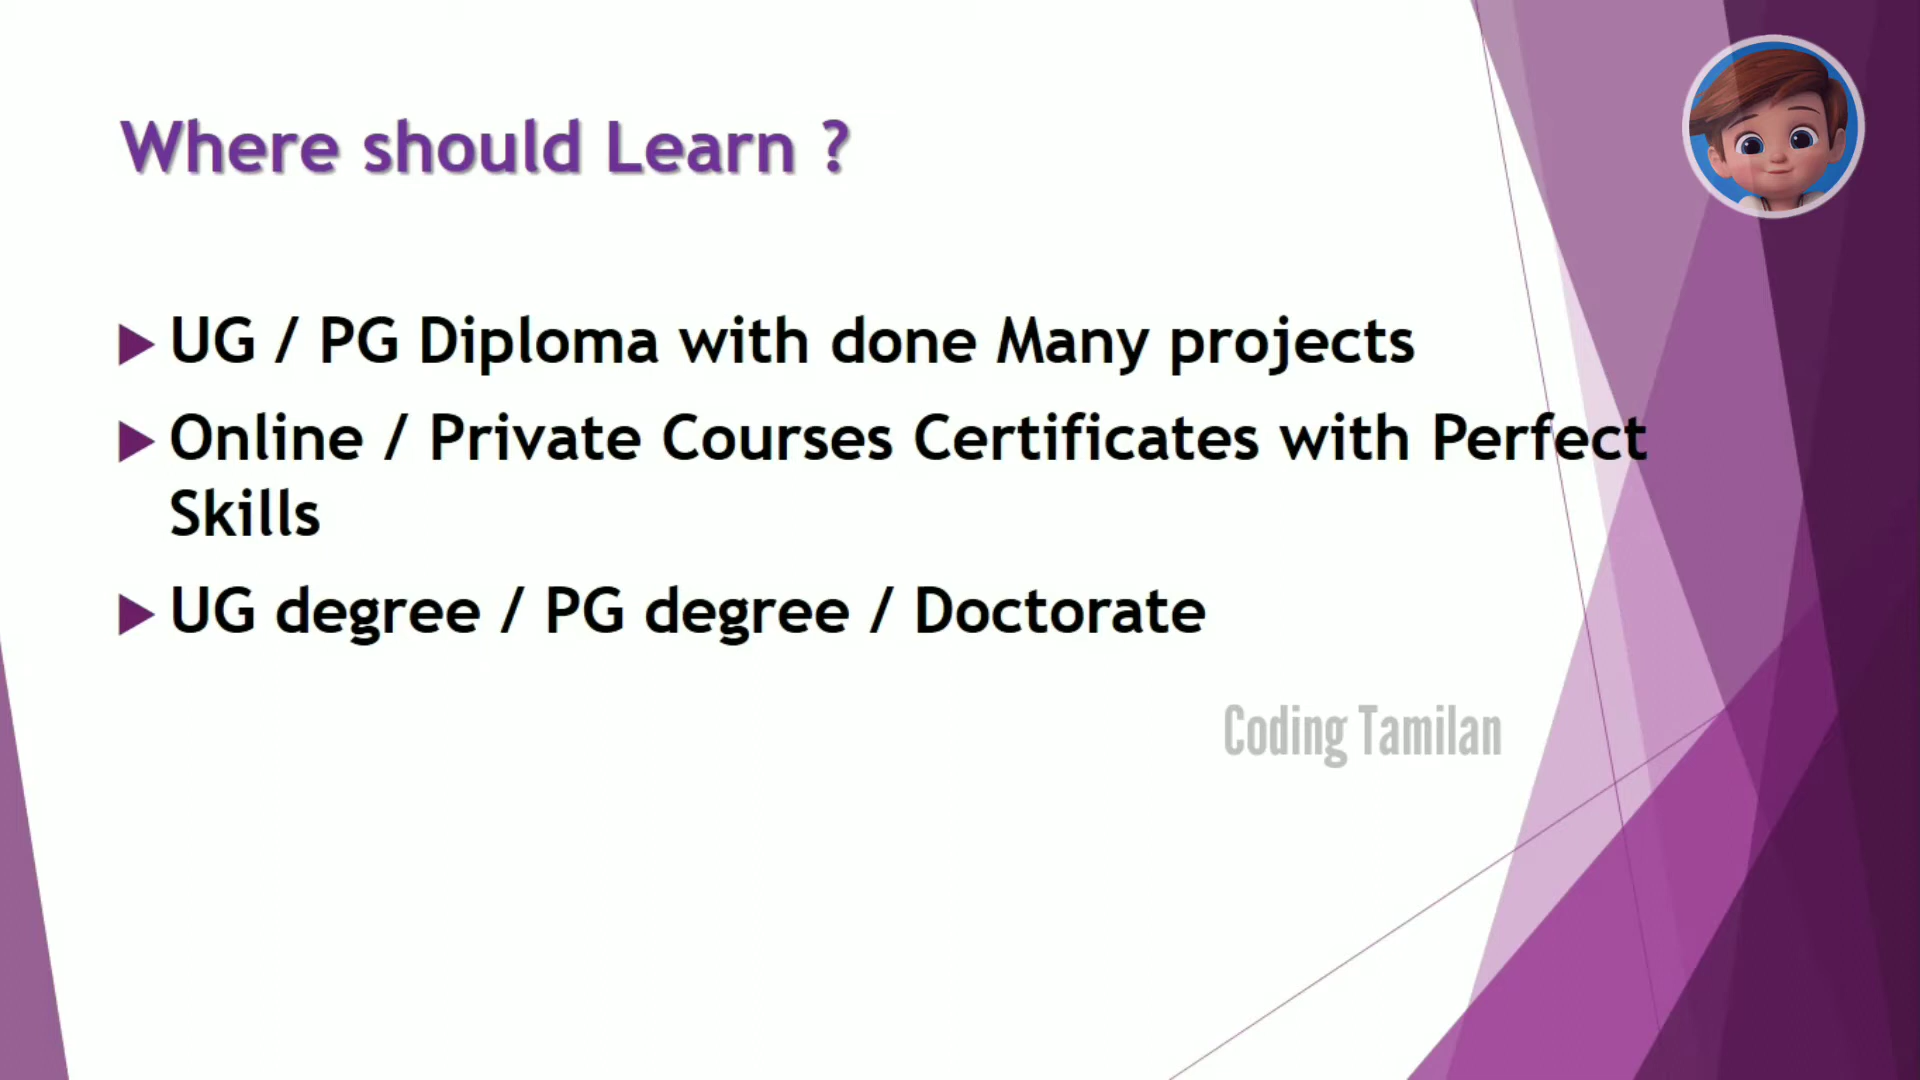 Where should Learn ?
UG / PG Diploma with done Many projects
Online / Private Courses Certificates with Perfect
Skills
UG degree / PG degree / Doctorate
Coding Tamilan